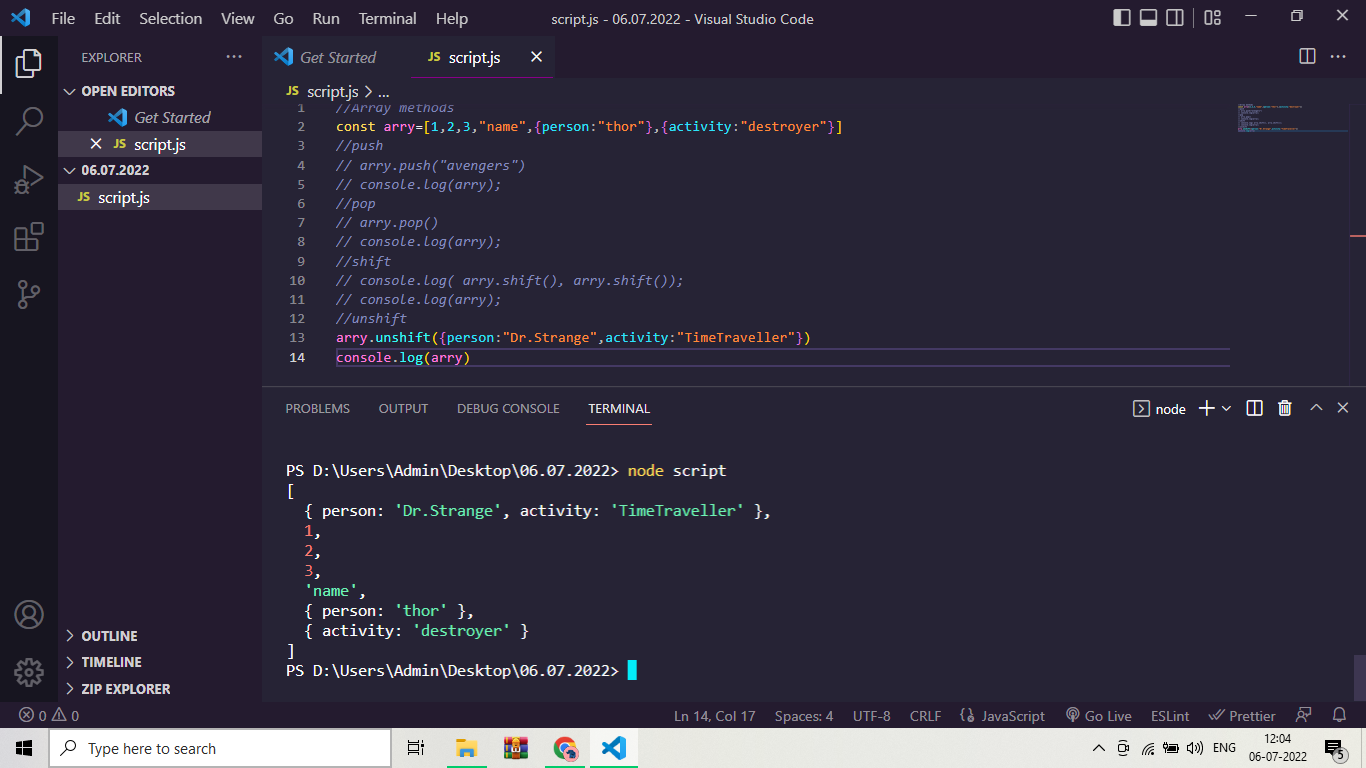 File Edit Selection View Go Run Terminal Help script.js - 06.07.2022 - Visual Studio Code
EXPLORER
OPEN EDITORS
Get Started
JS script.js
06.07.2022
JS script.js
OUTLINE
TIMELINE
ZIP EXPLORER
Get Started JS script.js
JS script.js > ...
1 //Array methods
2 const arry=[1,2,3,"name",{person:"thor"},{activity:"destroyer"}]
3 //push
4 // arry.push("avengers")
5 // console.log(arry);
6 //pop
7 // arry.pop()
8 // console.log(arry);
9 //shift
10 // console.log( arry.shift(), arry.shift());
11 // console.log(arry);
12 //unshift
13 arry.unshift({person:"Dr.Strange",activity:"TimeTraveller"})
14 console.log(arry)
PROBLEMS OUTPUT DEBUG CONSOLE TERMINAL node
PS D:\Users\Admin\Desktop\06.07.2022> node script
[
  { person: 'Dr.Strange', activity: 'TimeTraveller' },
  1,
  2,
  3,
  'name',
  { person: 'thor' },
  { activity: 'destroyer' }
]
PS D:\Users\Admin\Desktop\06.07.2022>
0 0 Ln 14, Col 17 Spaces: 4 UTF-8 CRLF {} JavaScript Go Live ESLint Prettier
Type here to search ENG 12:04
06-07-2022 5